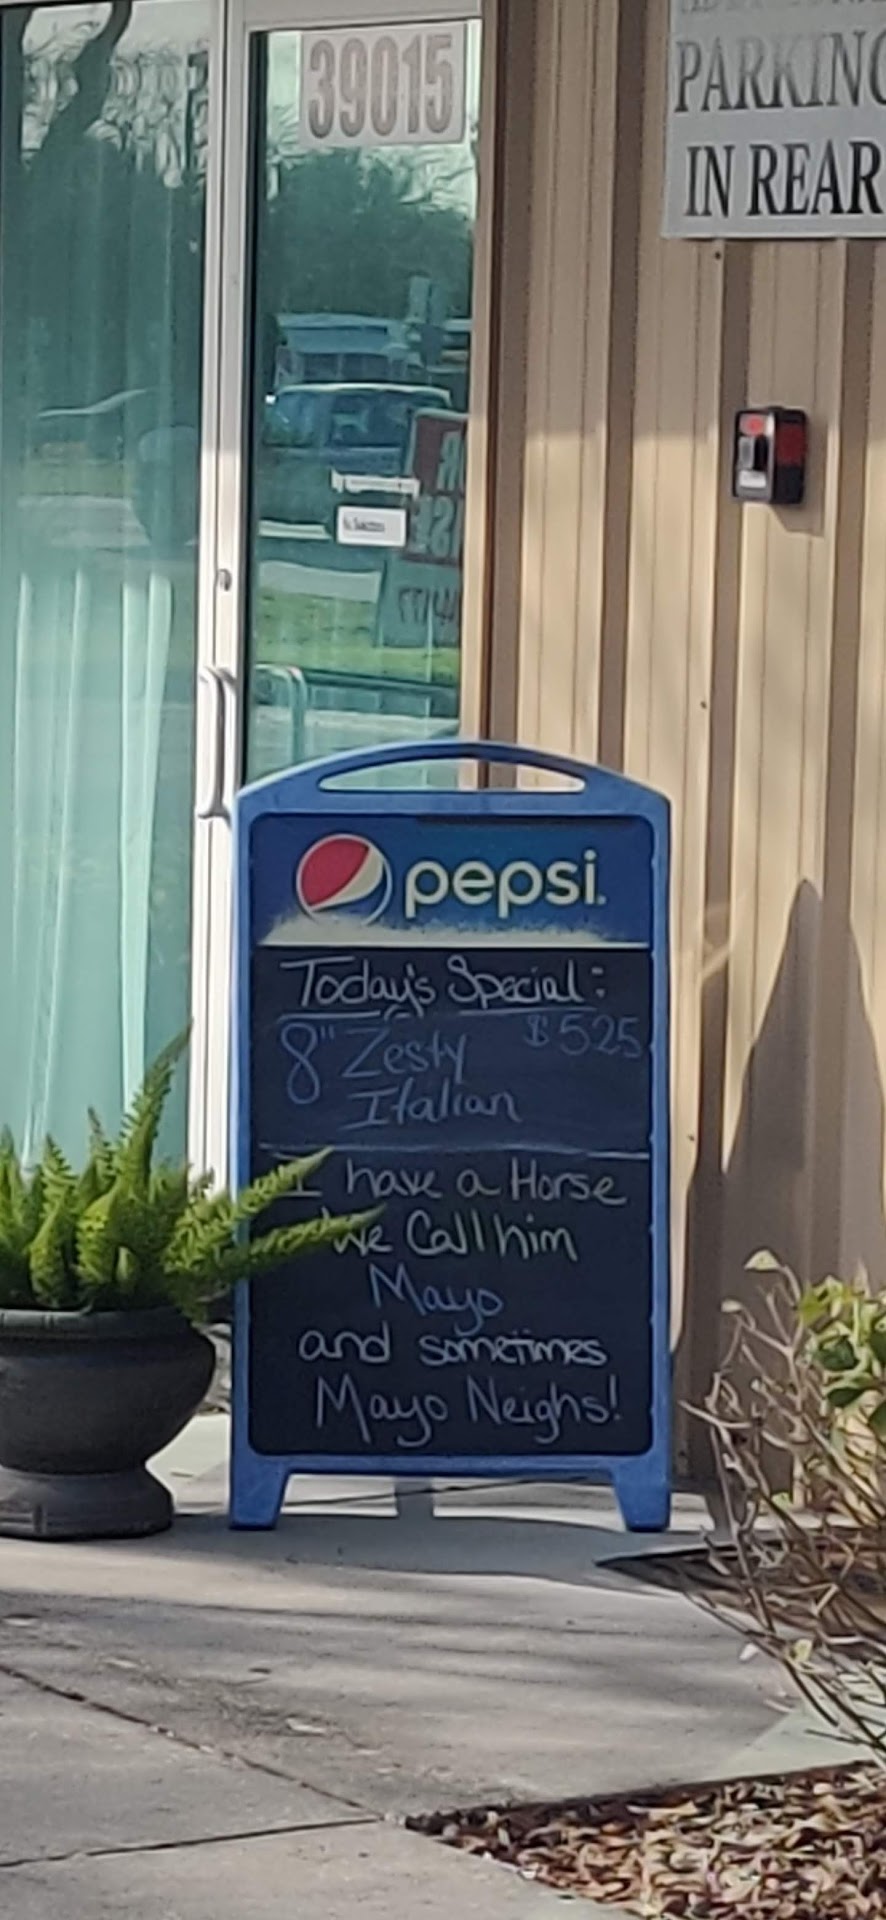 39015
PARKING
IN REAR
pepsi
Today's Special:
8" Zesty $525
Italian
I have a Horse
We Call him
Mayo
and sometimes
Mayo Neighs!